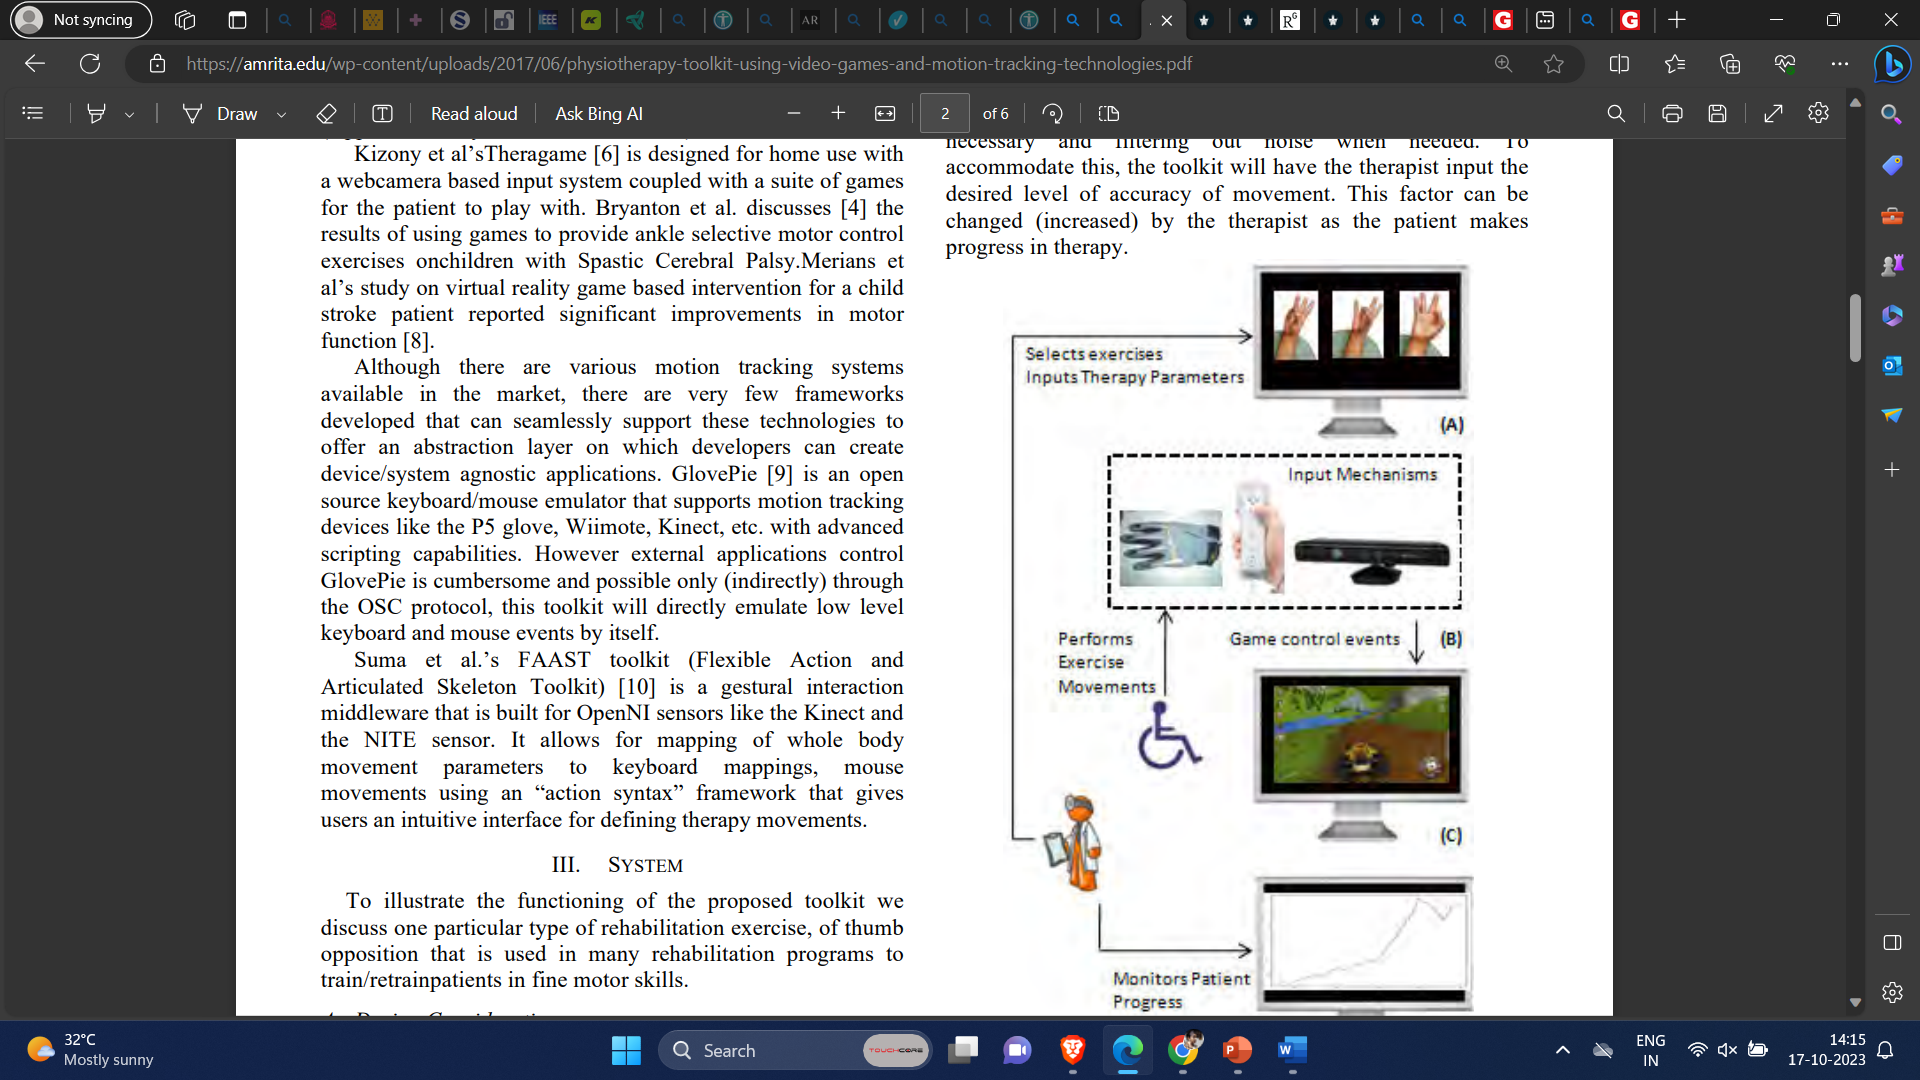 Not syncing
https://amrita.edu/wp-content/uploads/2017/06/physiotherapy-toolkit-using-video-games-and-motion-tracking-technologies.pdf
Draw
Read aloud
Ask Bing AI
2
of 6
Kizony et al’sTheragame [6] is designed for home use with
a webcamera based input system coupled with a suite of games
for the patient to play with. Bryanton et al. discusses [4] the
results of using games to provide ankle selective motor control
exercises onchildren with Spastic Cerebral Palsy.Merians et
al’s study on virtual reality game based intervention for a child
stroke patient reported significant improvements in motor
function [8].
Although there are various motion tracking systems
available in the market, there are very few frameworks
developed that can seamlessly support these technologies to
offer an abstraction layer on which developers can create
device/system agnostic applications. GlovePie [9] is an open
source keyboard/mouse emulator that supports motion tracking
devices like the P5 glove, Wiimote, Kinect, etc. with advanced
scripting capabilities. However external applications control
GlovePie is cumbersome and possible only (indirectly) through
the OSC protocol, this toolkit will directly emulate low level
keyboard and mouse events by itself.
Suma et al.’s FAAST toolkit (Flexible Action and
Articulated Skeleton Toolkit) [10] is a gestural interaction
middleware that is built for OpenNI sensors like the Kinect and
the NITE sensor. It allows for mapping of whole body
movement parameters to keyboard mappings, mouse
movements using an “action syntax” framework that gives
users an intuitive interface for defining therapy movements.
III. SYSTEM
To illustrate the functioning of the proposed toolkit we
discuss one particular type of rehabilitation exercise, of thumb
opposition that is used in many rehabilitation programs to
train/retrainpatients in fine motor skills.
necessary and filtering out noise when needed. To
accommodate this, the toolkit will have the therapist input the
desired level of accuracy of movement. This factor can be
changed (increased) by the therapist as the patient makes
progress in therapy.
Selects exercises
Inputs Therapy Parameters
(A)
Input Mechanisms
Performs
Exercise
Movements
Game control events
(B)
(C)
Monitors Patient
Progress
32°C
Mostly sunny
Search
TOUCHCORE
ENG
IN
14:15
17-10-2023